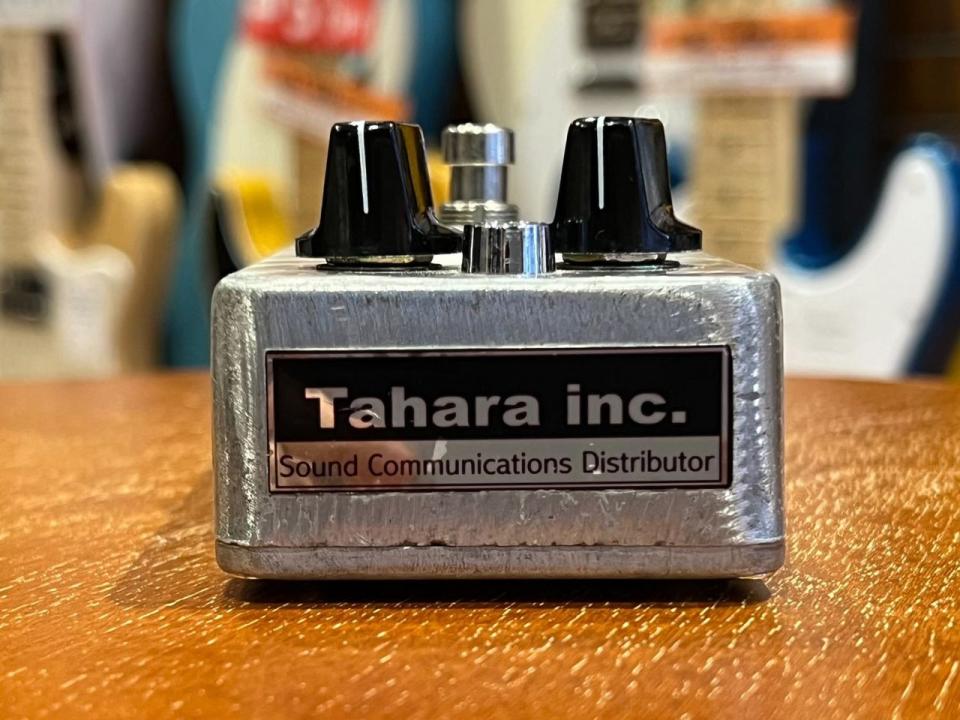 Tahara inc.
Sound Communications Distributor